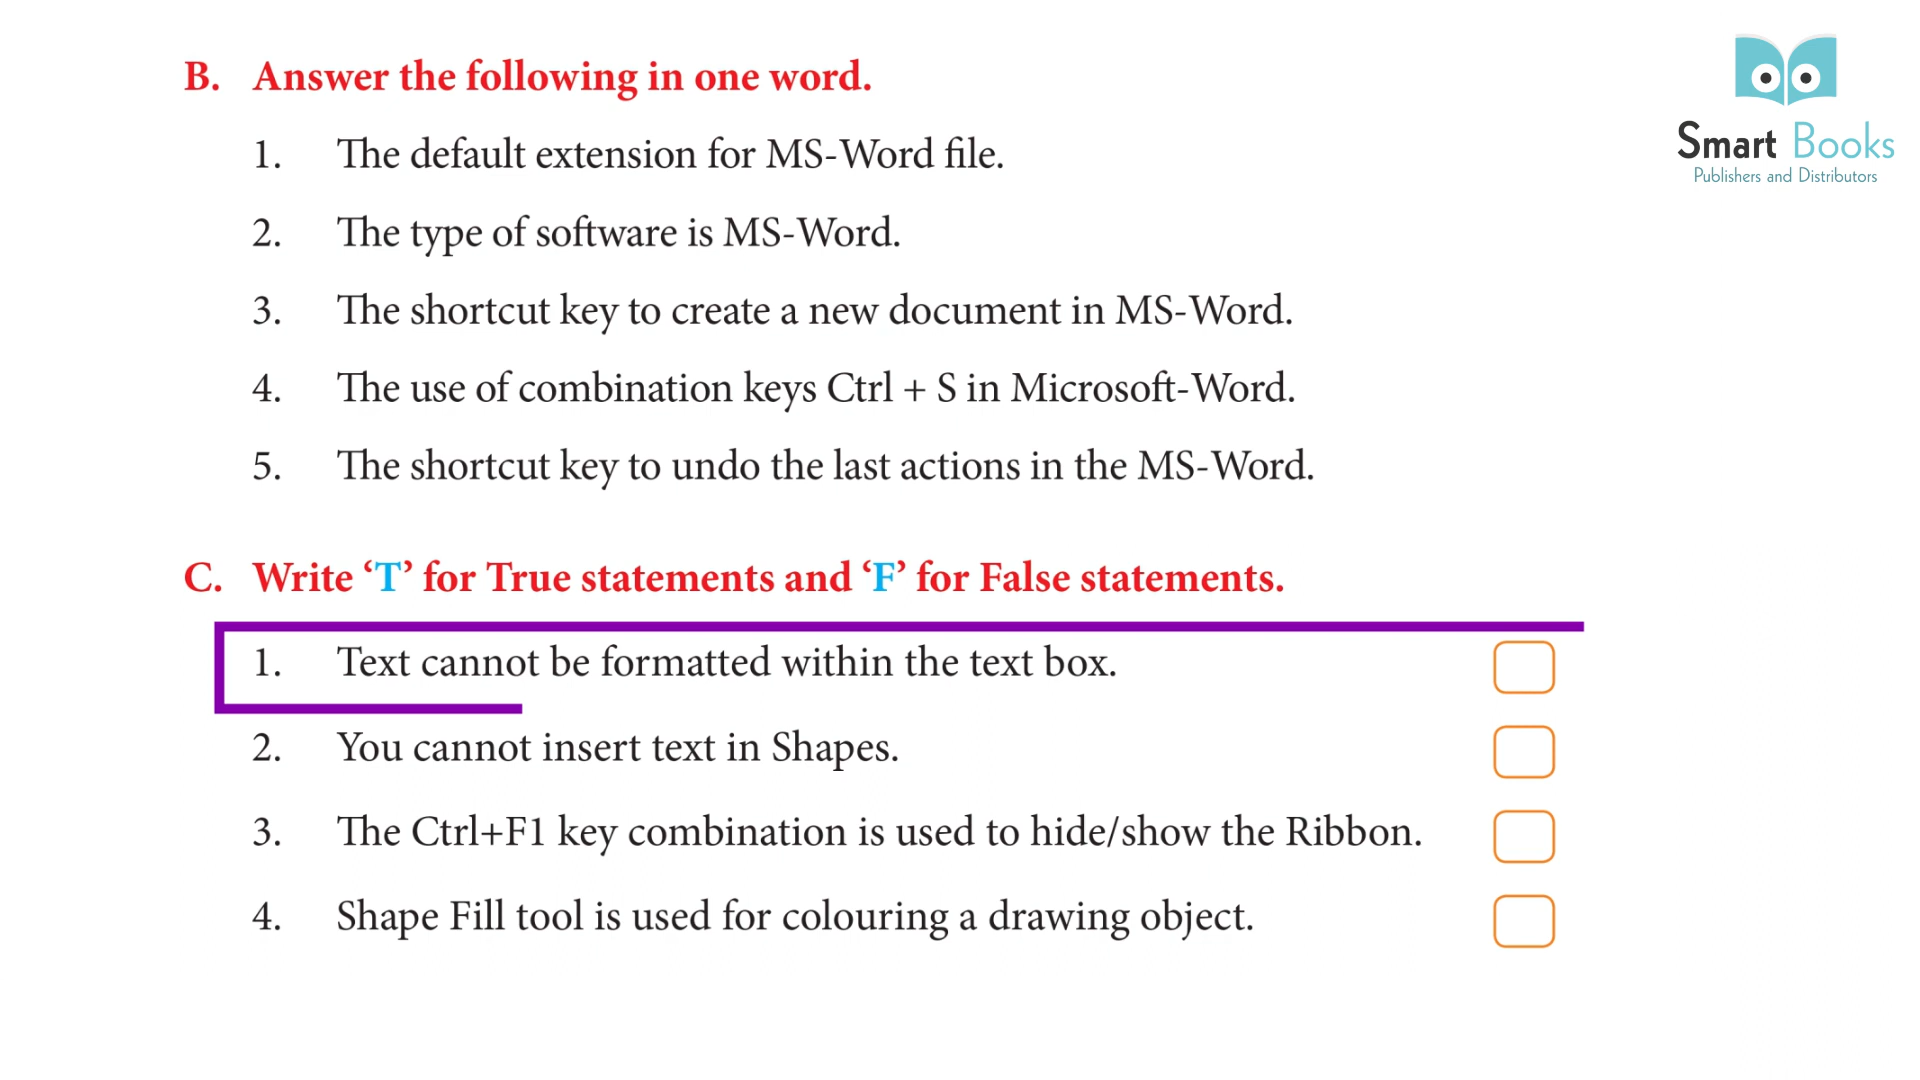 Smart Books
Publishers and Distributors
B. Answer the following in one word.
1. The default extension for MS-Word file.
2. The type of software is MS-Word.
3. The shortcut key to create a new document in MS-Word.
4. The use of combination keys Ctrl + S in Microsoft-Word.
5. The shortcut key to undo the last actions in the MS-Word.
C. Write ‘T’ for True statements and ‘F’ for False statements.
1. Text cannot be formatted within the text box.
2. You cannot insert text in Shapes.
3. The Ctrl+F1 key combination is used to hide/show the Ribbon.
4. Shape Fill tool is used for colouring a drawing object.